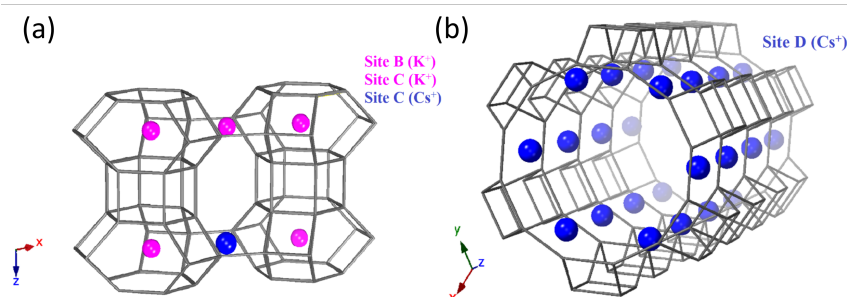 (a)
Site B (K⁺)
Site C (K⁺)
Site C (Cs⁺)
x
z
(b)
Site D (Cs⁺)
y
z
x